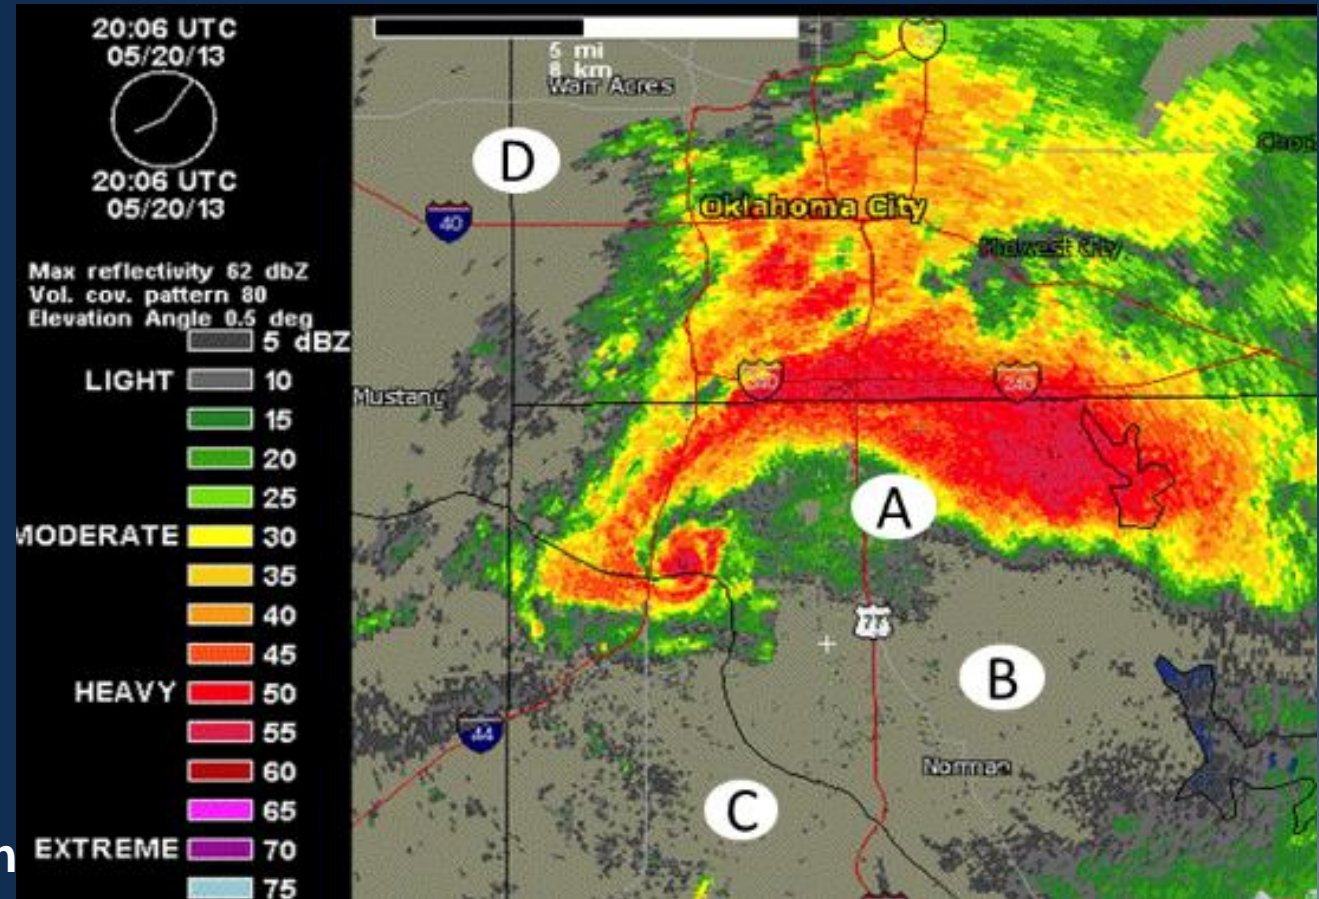 20:06 UTC
05/20/13
20:06 UTC
05/20/13
Max reflectivity 62 dbZ
Vol. cov. pattern 80
Elevation Angle 0.5 deg
5 dBZ
LIGHT 10
15
20
25
MODERATE 30
35
40
45
HEAVY 50
55
60
65
EXTREME 70
75
5 mi
8 km
Warr Acres
D
40
Oklahoma City
Midwest City
Mustang
240
A
77
B
44
Norman
C